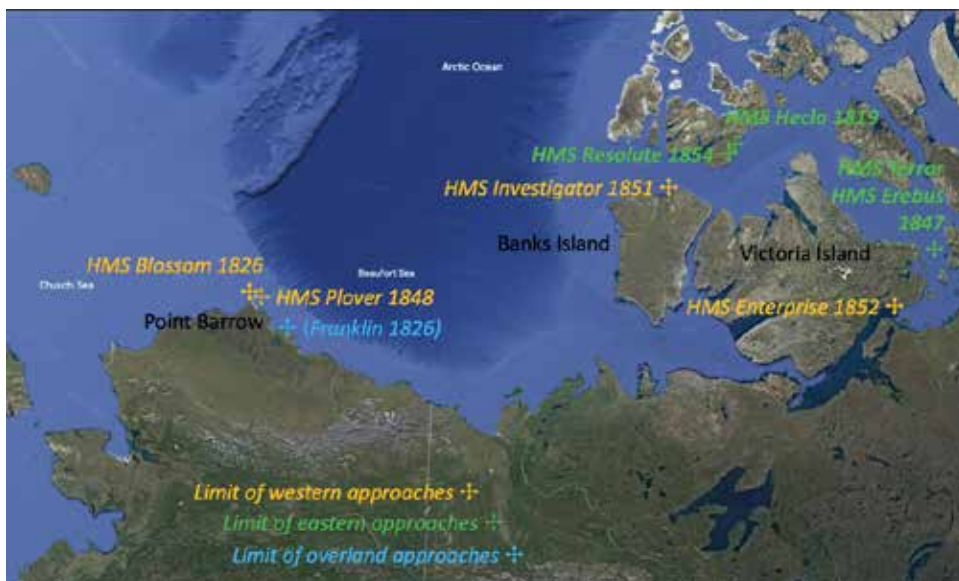 Arctic Ocean
HMS Hecla 1819
HMS Resolute 1854
HMS Terror
HMS Erebus
1847
HMS Investigator 1851
Banks Island
Victoria Island
HMS Blossom 1826
Beaufort Sea
Chukch Sea
HMS Plover 1848
HMS Enterprise 1852
Point Barrow
(Franklin 1826)
Limit of western approaches
Limit of eastern approaches
Limit of overland approaches